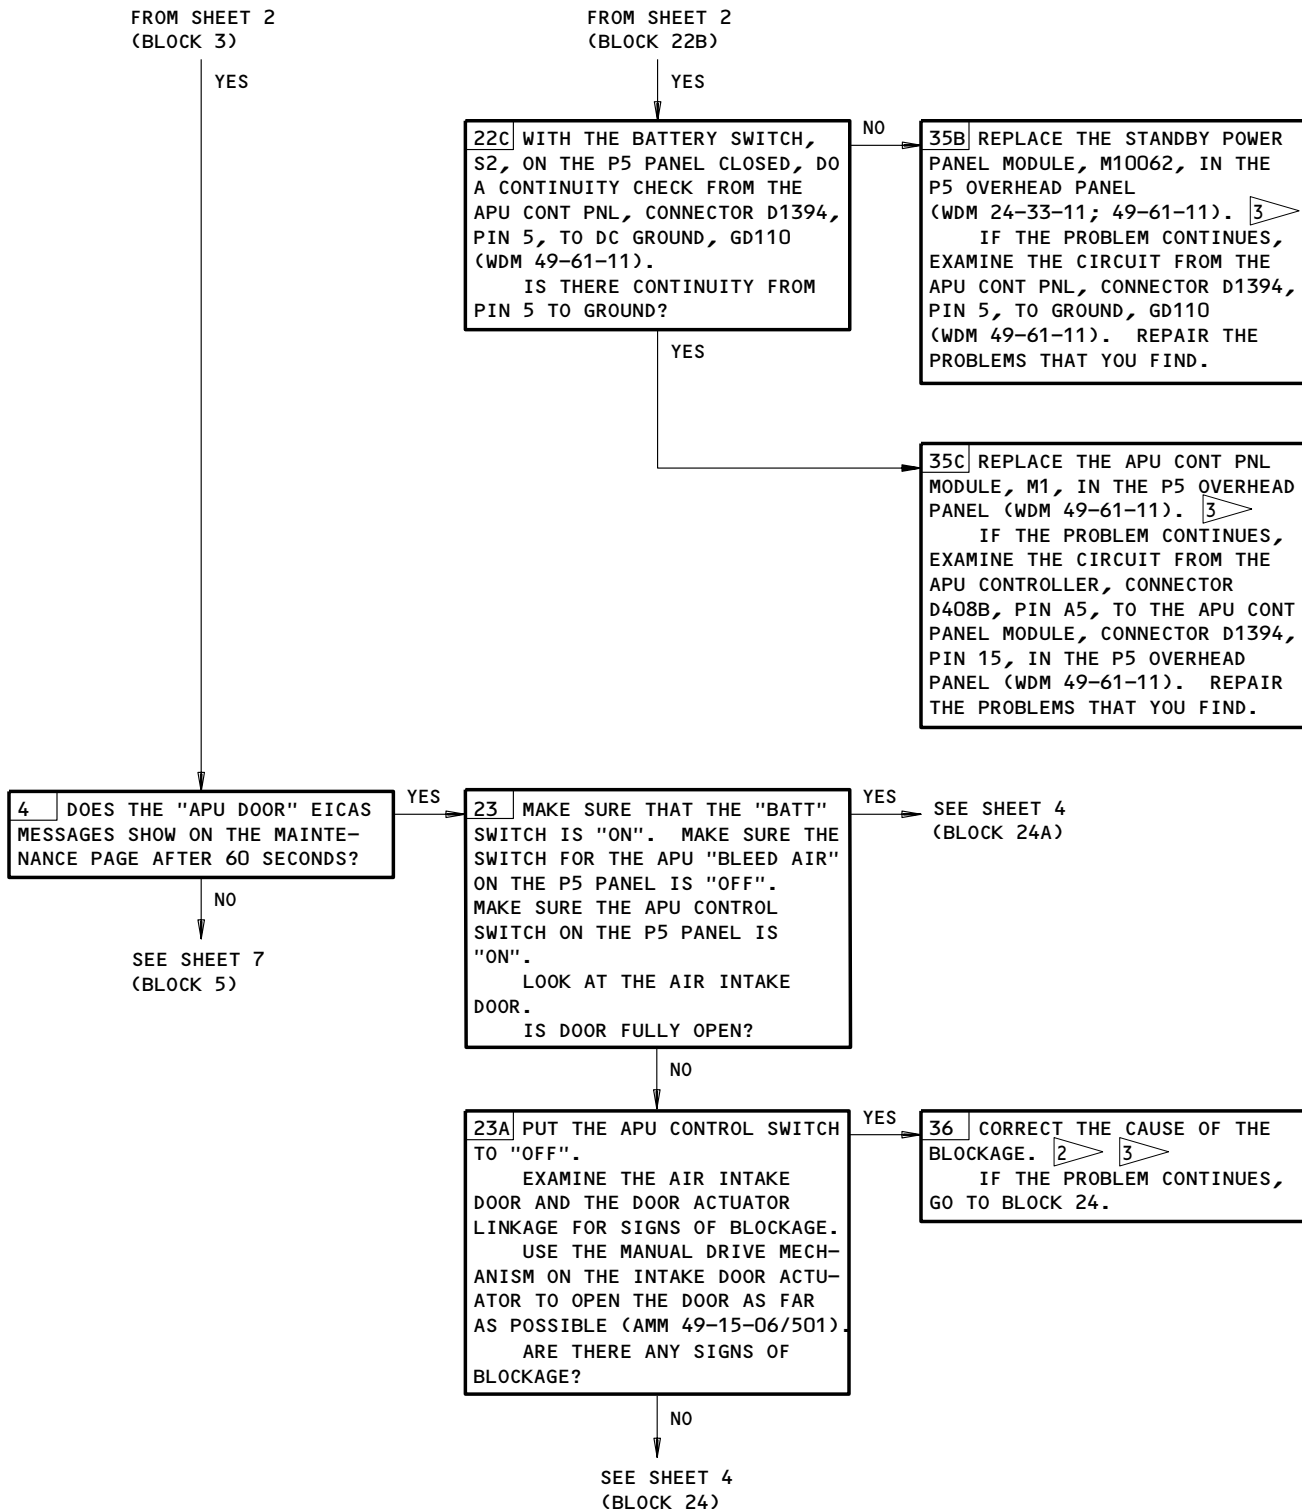 FROM SHEET 2
(BLOCK 3)
YES
FROM SHEET 2
(BLOCK 22B)
YES
22C WITH THE BATTERY SWITCH,
S2, ON THE P5 PANEL CLOSED, DO
A CONTINUITY CHECK FROM THE
APU CONT PNL, CONNECTOR D1394,
PIN 5, TO DC GROUND, GD110
(WDM 49-61-11).
IS THERE CONTINUITY FROM
PIN 5 TO GROUND?
NO
35B REPLACE THE STANDBY POWER
PANEL MODULE, M10062, IN THE
P5 OVERHEAD PANEL
(WDM 24-33-11; 49-61-11). 3
IF THE PROBLEM CONTINUES,
EXAMINE THE CIRCUIT FROM THE
APU CONT PNL, CONNECTOR D1394,
PIN 5, TO GROUND, GD110
(WDM 49-61-11). REPAIR THE
PROBLEMS THAT YOU FIND.
YES
35C REPLACE THE APU CONT PNL
MODULE, M1, IN THE P5 OVERHEAD
PANEL (WDM 49-61-11). 3
IF THE PROBLEM CONTINUES,
EXAMINE THE CIRCUIT FROM THE
APU CONTROLLER, CONNECTOR
D408B, PIN A5, TO THE APU CONT
PANEL MODULE, CONNECTOR D1394,
PIN 15, IN THE P5 OVERHEAD
PANEL (WDM 49-61-11). REPAIR
THE PROBLEMS THAT YOU FIND.
4 DOES THE "APU DOOR" EICAS
MESSAGES SHOW ON THE MAINTE-
NANCE PAGE AFTER 60 SECONDS?
YES
NO
SEE SHEET 7
(BLOCK 5)
23 MAKE SURE THAT THE "BATT"
SWITCH IS "ON". MAKE SURE THE
SWITCH FOR THE APU "BLEED AIR"
ON THE P5 PANEL IS "OFF".
MAKE SURE THE APU CONTROL
SWITCH ON THE P5 PANEL IS
"ON".
LOOK AT THE AIR INTAKE
DOOR.
IS DOOR FULLY OPEN?
YES
SEE SHEET 4
(BLOCK 24A)
NO
23A PUT THE APU CONTROL SWITCH
TO "OFF".
EXAMINE THE AIR INTAKE
DOOR AND THE DOOR ACTUATOR
LINKAGE FOR SIGNS OF BLOCKAGE.
USE THE MANUAL DRIVE MECH-
ANISM ON THE INTAKE DOOR ACTU-
ATOR TO OPEN THE DOOR AS FAR
AS POSSIBLE (AMM 49-15-06/501).
ARE THERE ANY SIGNS OF
BLOCKAGE?
YES
36 CORRECT THE CAUSE OF THE
BLOCKAGE. 2 3
IF THE PROBLEM CONTINUES,
GO TO BLOCK 24.
NO
SEE SHEET 4
(BLOCK 24)